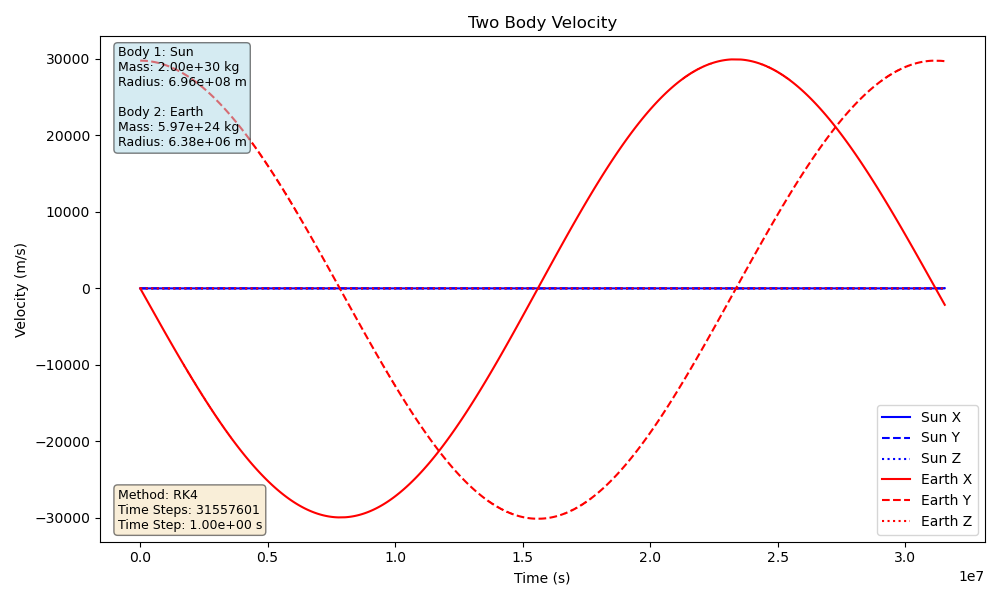 Two Body Velocity
Body 1: Sun
Mass: 2.00e+30 kg
Radius: 6.96e+08 m
Body 2: Earth
Mass: 5.97e+24 kg
Radius: 6.38e+06 m
Velocity (m/s)
30000
20000
10000
0
−10000
−20000
−30000
Method: RK4
Time Steps: 31557601
Time Step: 1.00e+00 s
Sun X
Sun Y
Sun Z
Earth X
Earth Y
Earth Z
0.0 0.5 1.0 1.5 2.0 2.5 3.0
1e7
Time (s)